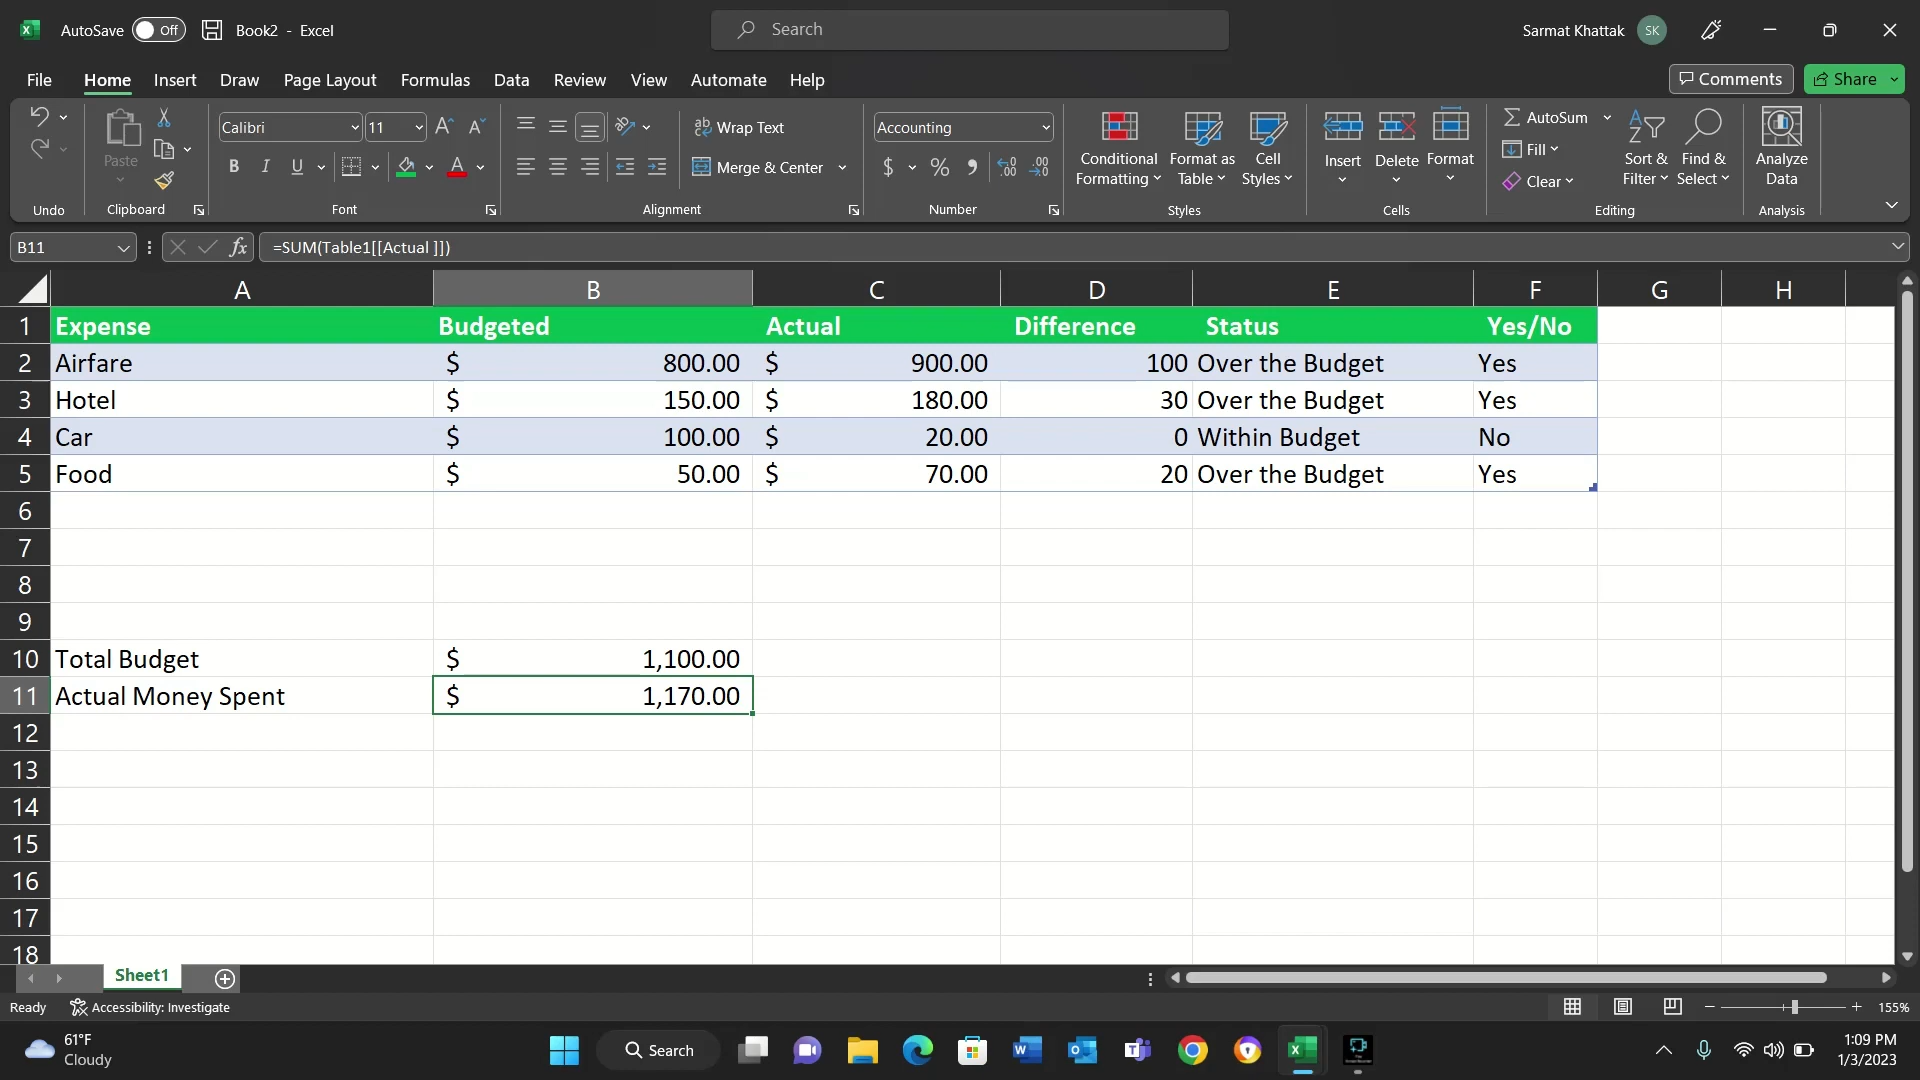 AutoSave Off Book2 - Excel Search Sarmat Khattak SK
File Home Insert Draw Page Layout Formulas Data Review View Automate Help Comments Share
Paste Calibri 11 Wrap Text Accounting Conditional Formatting Format as Table Cell Styles Insert Delete Format AutoSum Sort & Filter Find & Select Analyze Data
B I U A Merge & Center $ % Fill
Clear
Undo Clipboard Font Alignment Number Styles Cells Editing Analysis
B11 fx =SUM(Table1[[Actual ]])
A B C D E F G H
1 Expense Budgeted Actual Difference Status Yes/No
2 Airfare $ 800.00 $ 900.00 100 Over the Budget Yes
3 Hotel $ 150.00 $ 180.00 30 Over the Budget Yes
4 Car $ 100.00 $ 20.00 0 Within Budget No
5 Food $ 50.00 $ 70.00 20 Over the Budget Yes
6
7
8
9
10 Total Budget $ 1,100.00
11 Actual Money Spent $ 1,170.00
12
13
14
15
16
17
18
Sheet1
Ready Accessibility: Investigate 155%
61°F Search 1:09 PM
Cloudy 1/3/2023